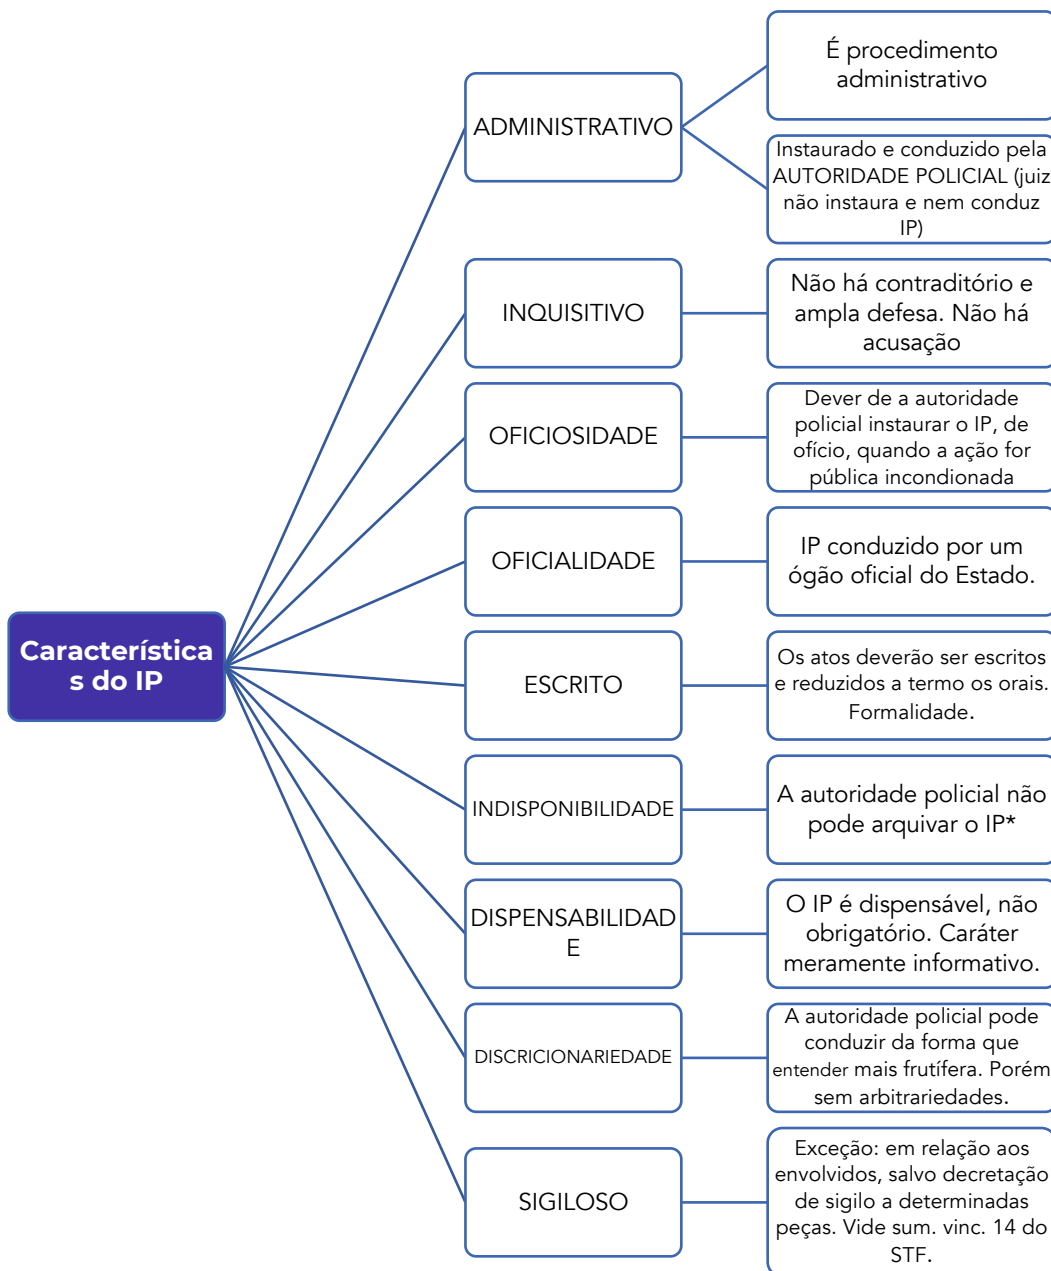 Característica
s do IP
ADMINISTRATIVO
É procedimento
administrativo
Instaurado e conduzido pela
AUTORIDADE POLICIAL (juiz
não instaura e nem conduz
IP)
INQUISITIVO
Não há contraditório e
ampla defesa. Não há
acusação
OFICIOSIDADE
Dever de a autoridade
policial instaurar o IP, de
ofício, quando a ação for
pública incondionada
OFICIALIDADE
IP conduzido por um
ógão oficial do Estado.
ESCRITO
Os atos deverão ser escritos
e reduzidos a termo os orais.
Formalidade.
INDISPONIBILIDADE
A autoridade policial não
pode arquivar o IP*
DISPENSABILIDAD
E
O IP é dispensável, não
obrigatório. Caráter
meramente informativo.
DISCRICIONARIEDADE
A autoridade policial pode
conduzir da forma que
entender mais frutífera. Porém
sem arbitrariedades.
SIGILOSO
Exceção: em relação aos
envolvidos, salvo decretação
de sigilo a determinadas
peças. Vide sum. vinc. 14 do
STF.